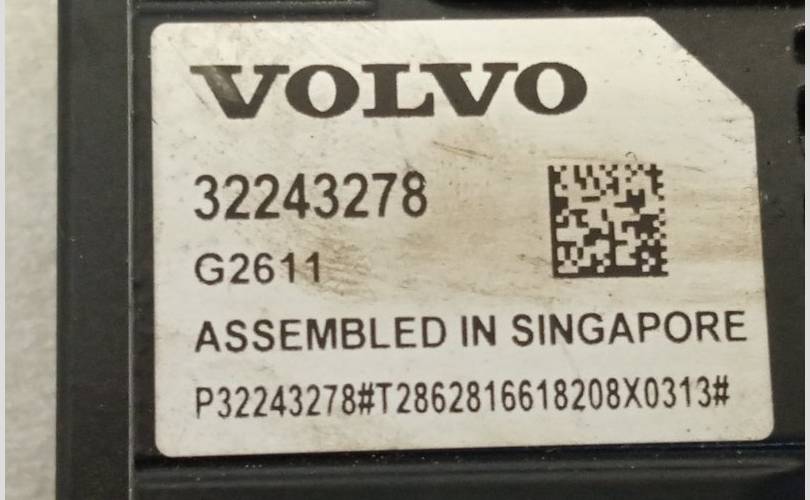 VOLVO
32243278
G2611
ASSEMBLED IN SINGAPORE
P32243278#T2862816618208X0313#